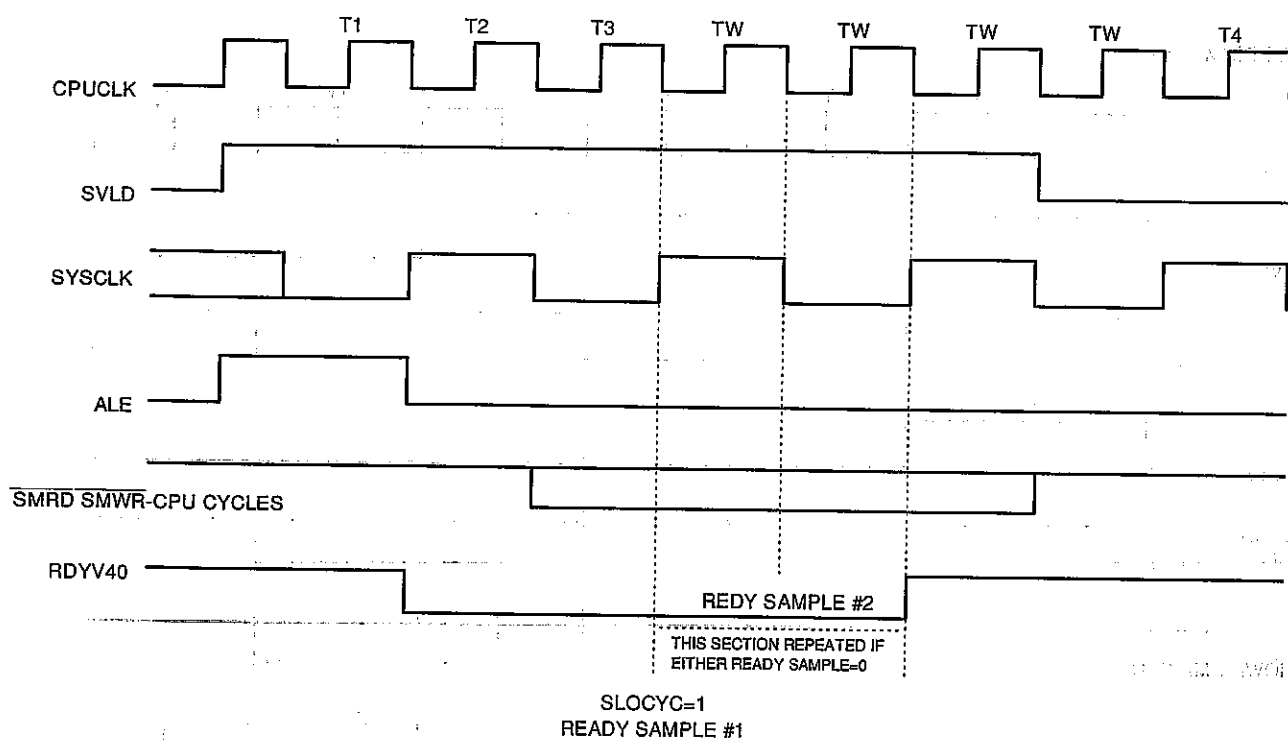 T1 T2 T3 TW TW TW TW T4
CPUCLK
SVLD
SYSCLK
ALE
SMRD SMWR-CPU CYCLES
RDYV40
REDY SAMPLE #2
THIS SECTION REPEATED IF
EITHER READY SAMPLE=0
SLOCYC=1
READY SAMPLE #1